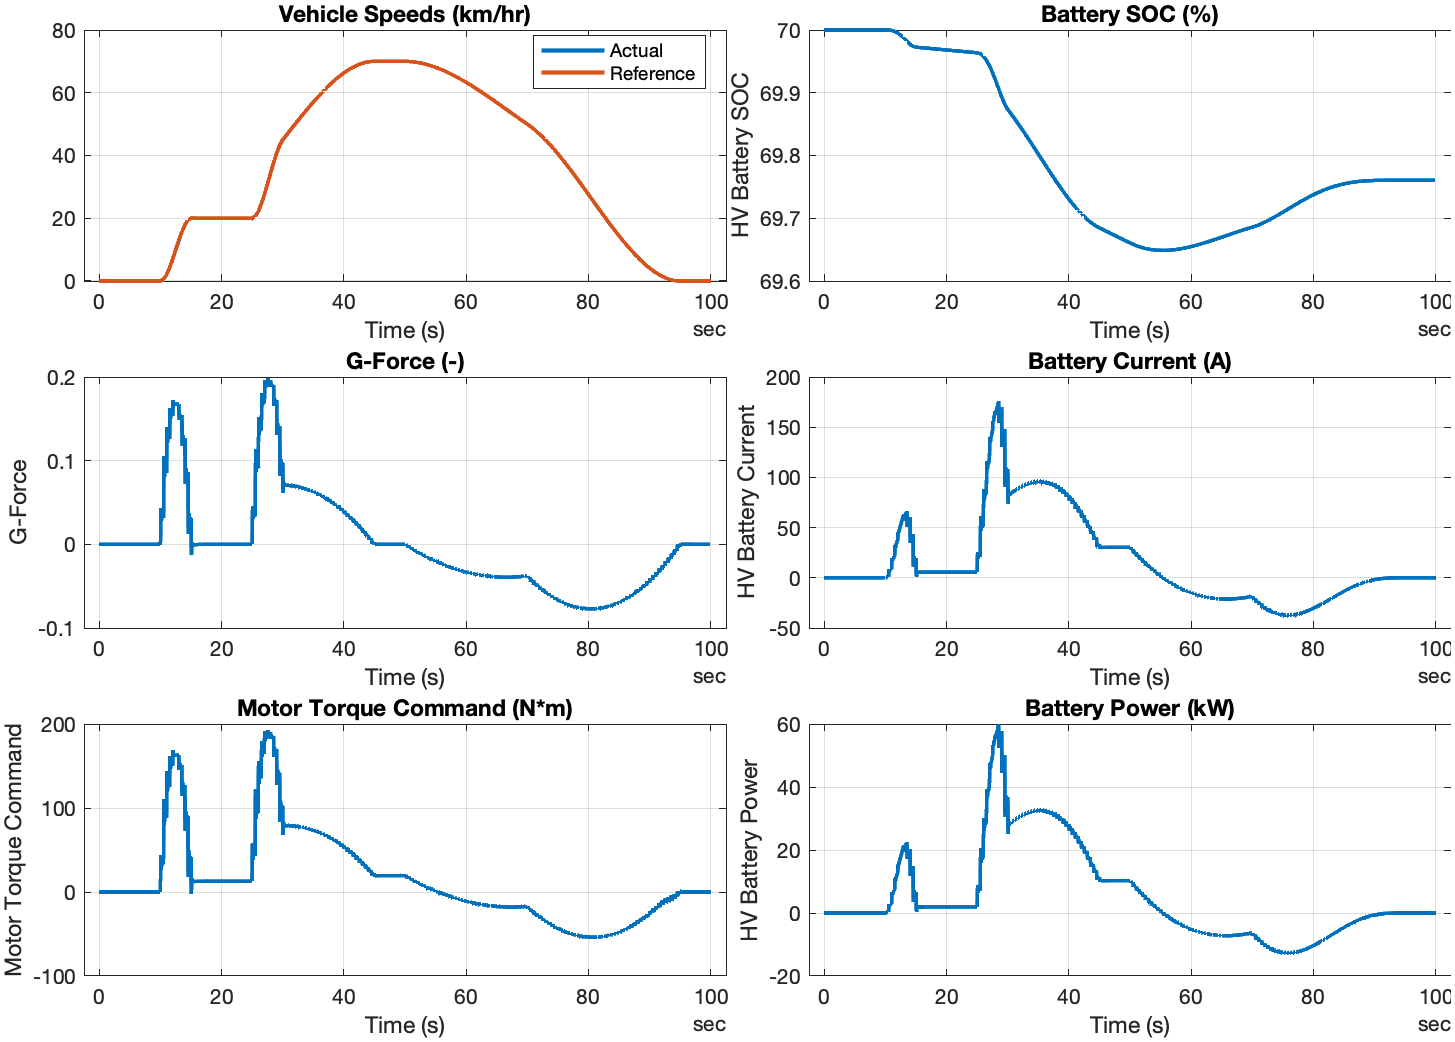 Vehicle Speeds (km/hr)
80
60
40
20
0
0 20 40 60 80 100
Time (s)
sec
Actual
Reference
Battery SOC (%)
HV Battery SOC
70
69.9
69.8
69.7
69.6
0 20 40 60 80 100
Time (s)
sec
G-Force (-)
G-Force
0.2
0.1
0
-0.1
0 20 40 60 80 100
Time (s)
sec
Battery Current (A)
HV Battery Current
200
150
100
50
0
-50
0 20 40 60 80 100
Time (s)
sec
Motor Torque Command (N*m)
Motor Torque Command
200
100
0
-100
0 20 40 60 80 100
Time (s)
sec
Battery Power (kW)
HV Battery Power
60
40
20
0
-20
0 20 40 60 80 100
Time (s)
sec